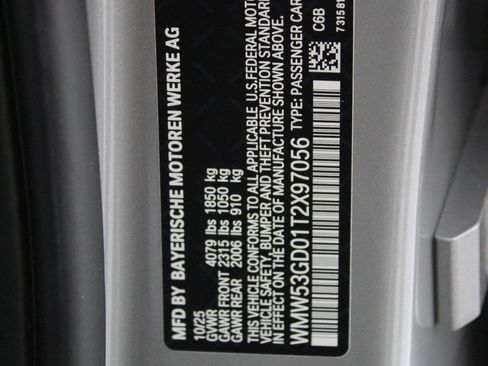 MFD BY BAYERISCHE MOTOREN WERKE AG
10/25
GVWR 4079 lbs 1850 kg
GAWR FRONT 2315 lbs 1050 kg
GAWR REAR 2006 lbs 910 kg
THIS VEHICLE CONFORMS TO ALL APPLICABLE U.S.FEDERAL MOTOR
VEHICLE SAFETY, BUMPER, AND THEFT PREVENTION STANDARDS
IN EFFECT ON THE DATE OF MANUFACTURE SHOWN ABOVE.
WMW53GD01T2X97056 TYPE: PASSENGER CAR
C6B